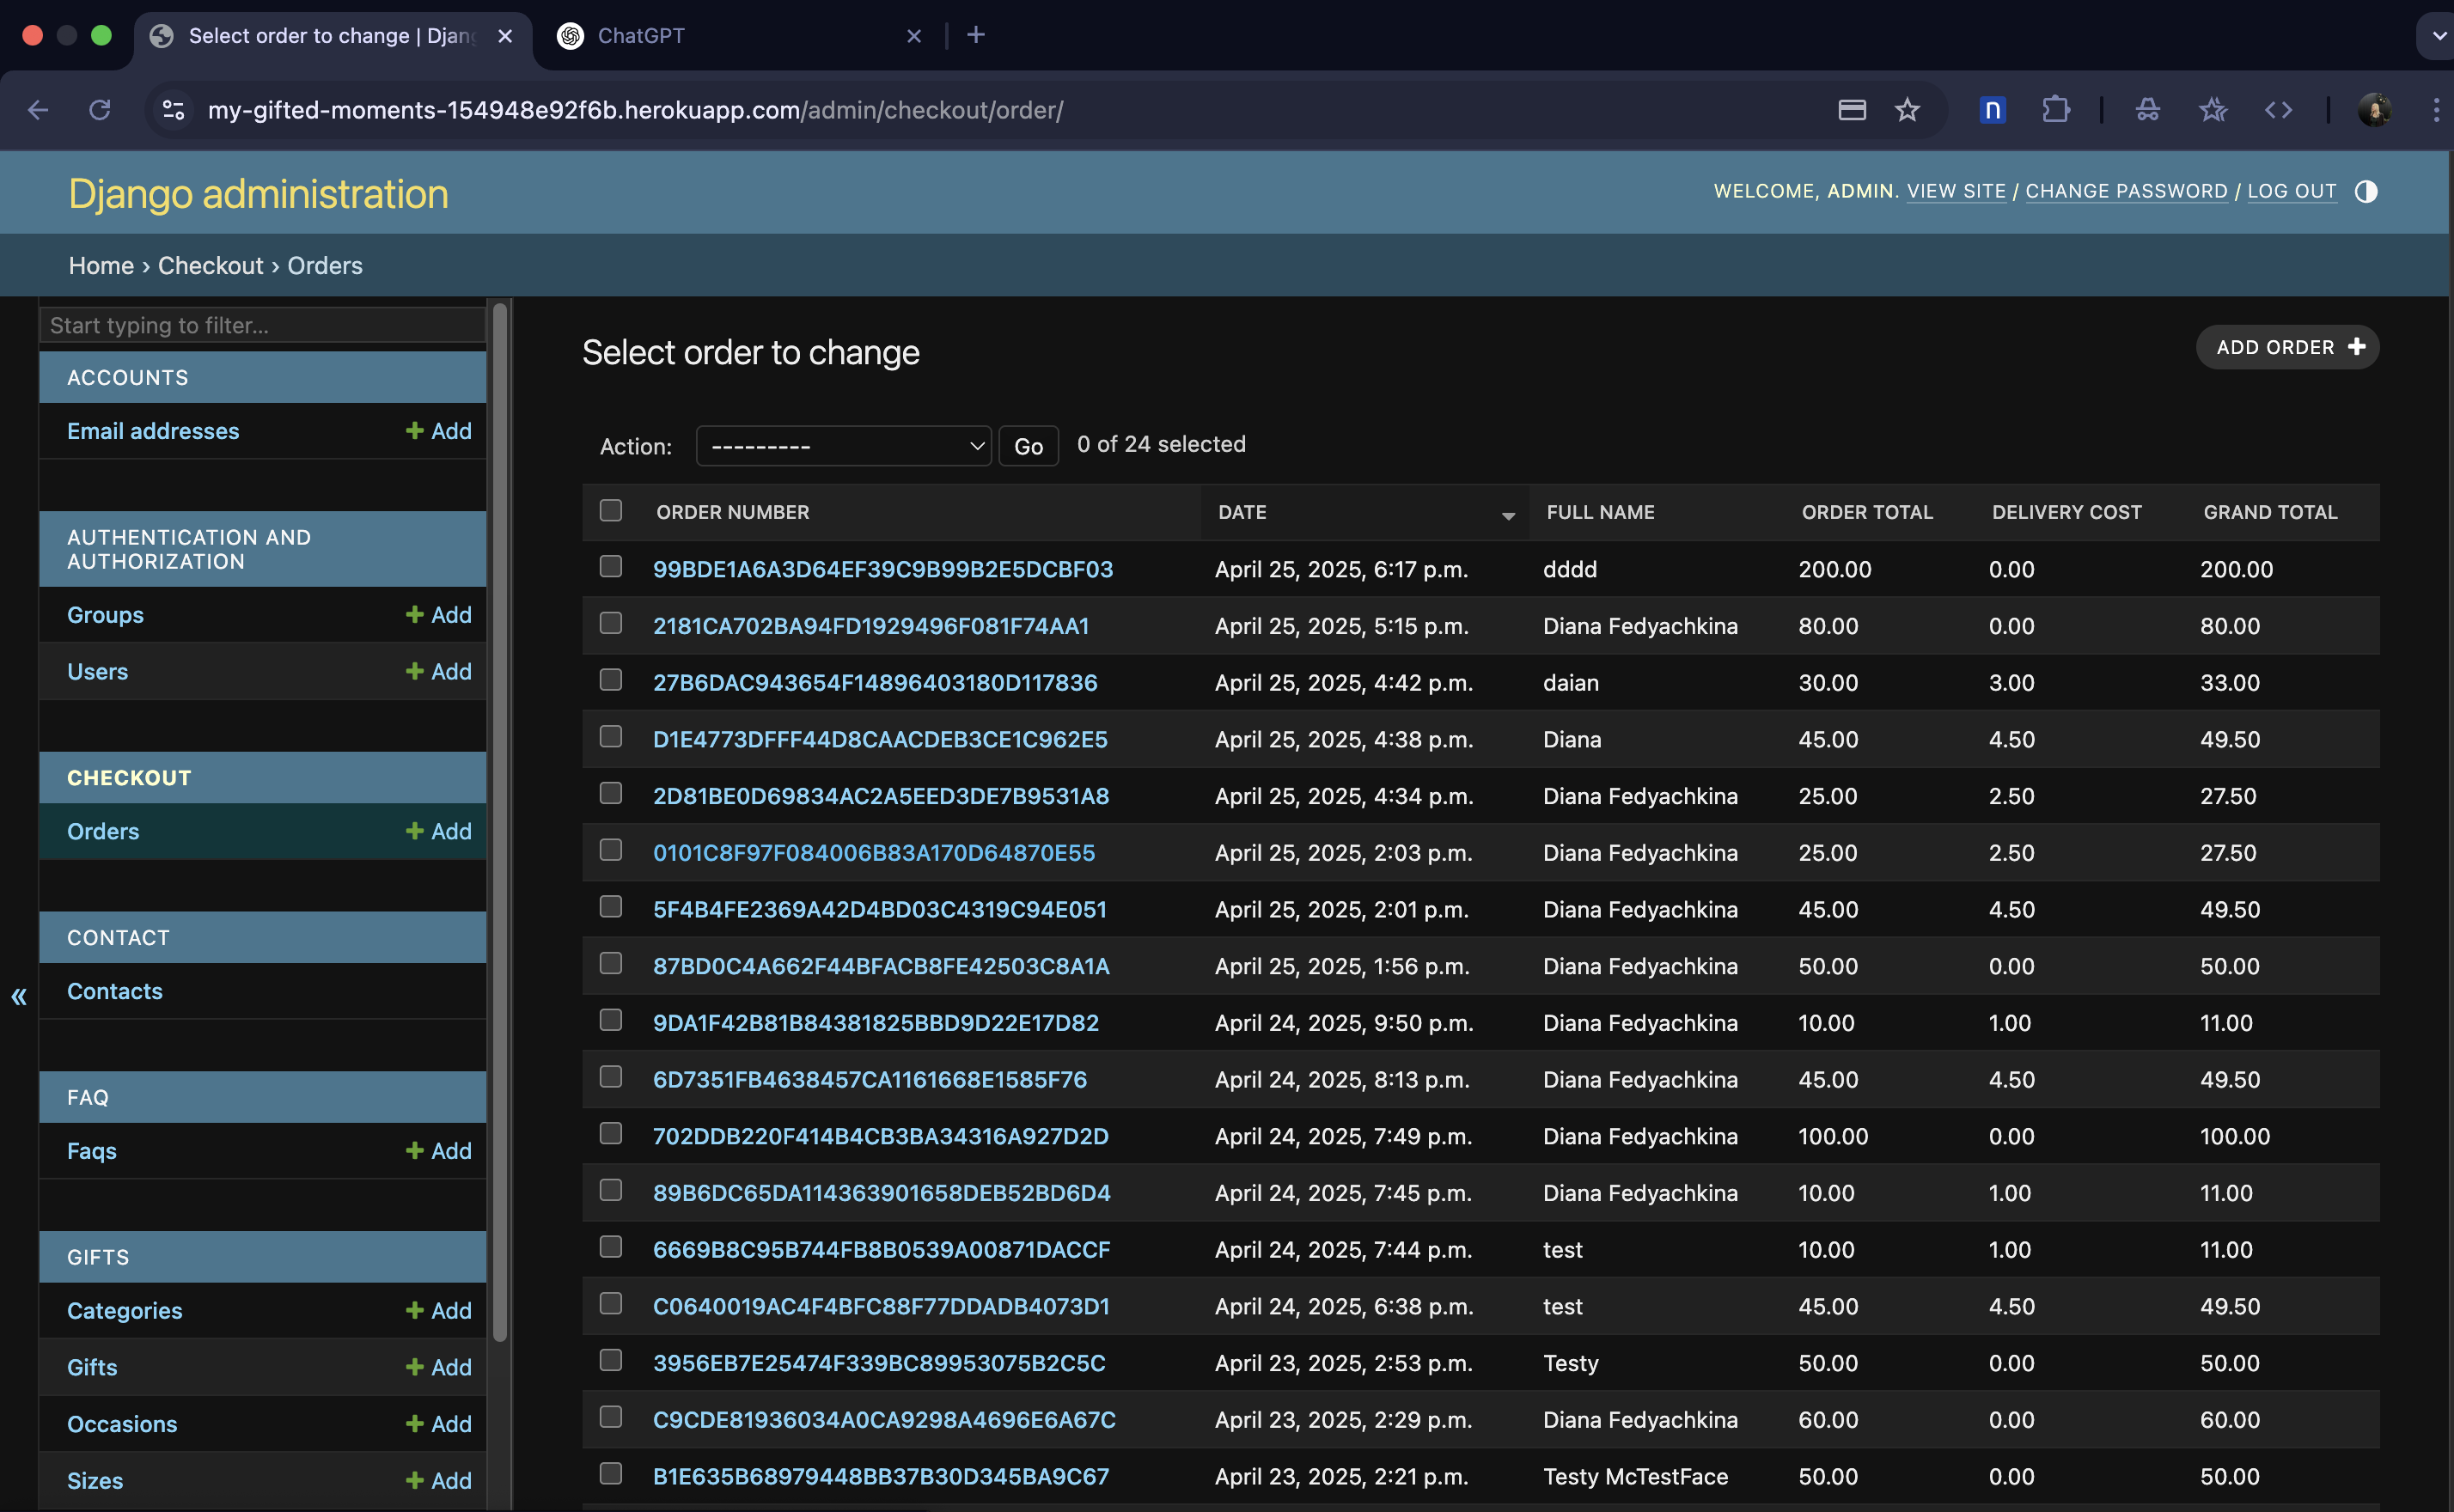 Select order to change | Djan
ChatGPT
my-gifted-moments-154948e92f6b.herokuapp.com/admin/checkout/order/
Django administration
WELCOME, ADMIN. VIEW SITE / CHANGE PASSWORD / LOG OUT
Home › Checkout › Orders
Start typing to filter...
ACCOUNTS
Email addresses + Add
AUTHENTICATION AND
AUTHORIZATION
Groups + Add
Users + Add
CHECKOUT
Orders + Add
CONTACT
Contacts
FAQ
Faqs + Add
GIFTS
Categories + Add
Gifts + Add
Occasions + Add
Sizes + Add
«
Select order to change
ADD ORDER +
Action: --------- Go 0 of 24 selected
ORDER NUMBER DATE FULL NAME ORDER TOTAL DELIVERY COST GRAND TOTAL
99BDE1A6A3D64EF39C9B99B2E5DCBF03 April 25, 2025, 6:17 p.m. dddd 200.00 0.00 200.00
2181CA702BA94FD1929496F081F74AA1 April 25, 2025, 5:15 p.m. Diana Fedyachkina 80.00 0.00 80.00
27B6DAC943654F14896403180D117836 April 25, 2025, 4:42 p.m. daian 30.00 3.00 33.00
D1E4773DFFF44D8CAACDEB3CE1C962E5 April 25, 2025, 4:38 p.m. Diana 45.00 4.50 49.50
2D81BE0D69834AC2A5EED3DE7B9531A8 April 25, 2025, 4:34 p.m. Diana Fedyachkina 25.00 2.50 27.50
0101C8F97F084006B83A170D64870E55 April 25, 2025, 2:03 p.m. Diana Fedyachkina 25.00 2.50 27.50
5F4B4FE2369A42D4BD03C4319C94E051 April 25, 2025, 2:01 p.m. Diana Fedyachkina 45.00 4.50 49.50
87BD0C4A662F44BFACB8FE42503C8A1A April 25, 2025, 1:56 p.m. Diana Fedyachkina 50.00 0.00 50.00
9DA1F42B81B84381825BBD9D22E17D82 April 24, 2025, 9:50 p.m. Diana Fedyachkina 10.00 1.00 11.00
6D7351FB4638457CA1161668E1585F76 April 24, 2025, 8:13 p.m. Diana Fedyachkina 45.00 4.50 49.50
702DDB220F414B4CB3BA34316A927D2D April 24, 2025, 7:49 p.m. Diana Fedyachkina 100.00 0.00 100.00
89B6DC65DA114363901658DEB52BD6D4 April 24, 2025, 7:45 p.m. Diana Fedyachkina 10.00 1.00 11.00
6669B8C95B744FB8B0539A00871DACCF April 24, 2025, 7:44 p.m. test 10.00 1.00 11.00
C0640019AC4F4BFC88F77DDADB4073D1 April 24, 2025, 6:38 p.m. test 45.00 4.50 49.50
3956EB7E25474F339BC89953075B2C5C April 23, 2025, 2:53 p.m. Testy 50.00 0.00 50.00
C9CDE81936034A0CA9298A4696E6A67C April 23, 2025, 2:29 p.m. Diana Fedyachkina 60.00 0.00 60.00
B1E635B68979448BB37B30D345BA9C67 April 23, 2025, 2:21 p.m. Testy McTestFace 50.00 0.00 50.00